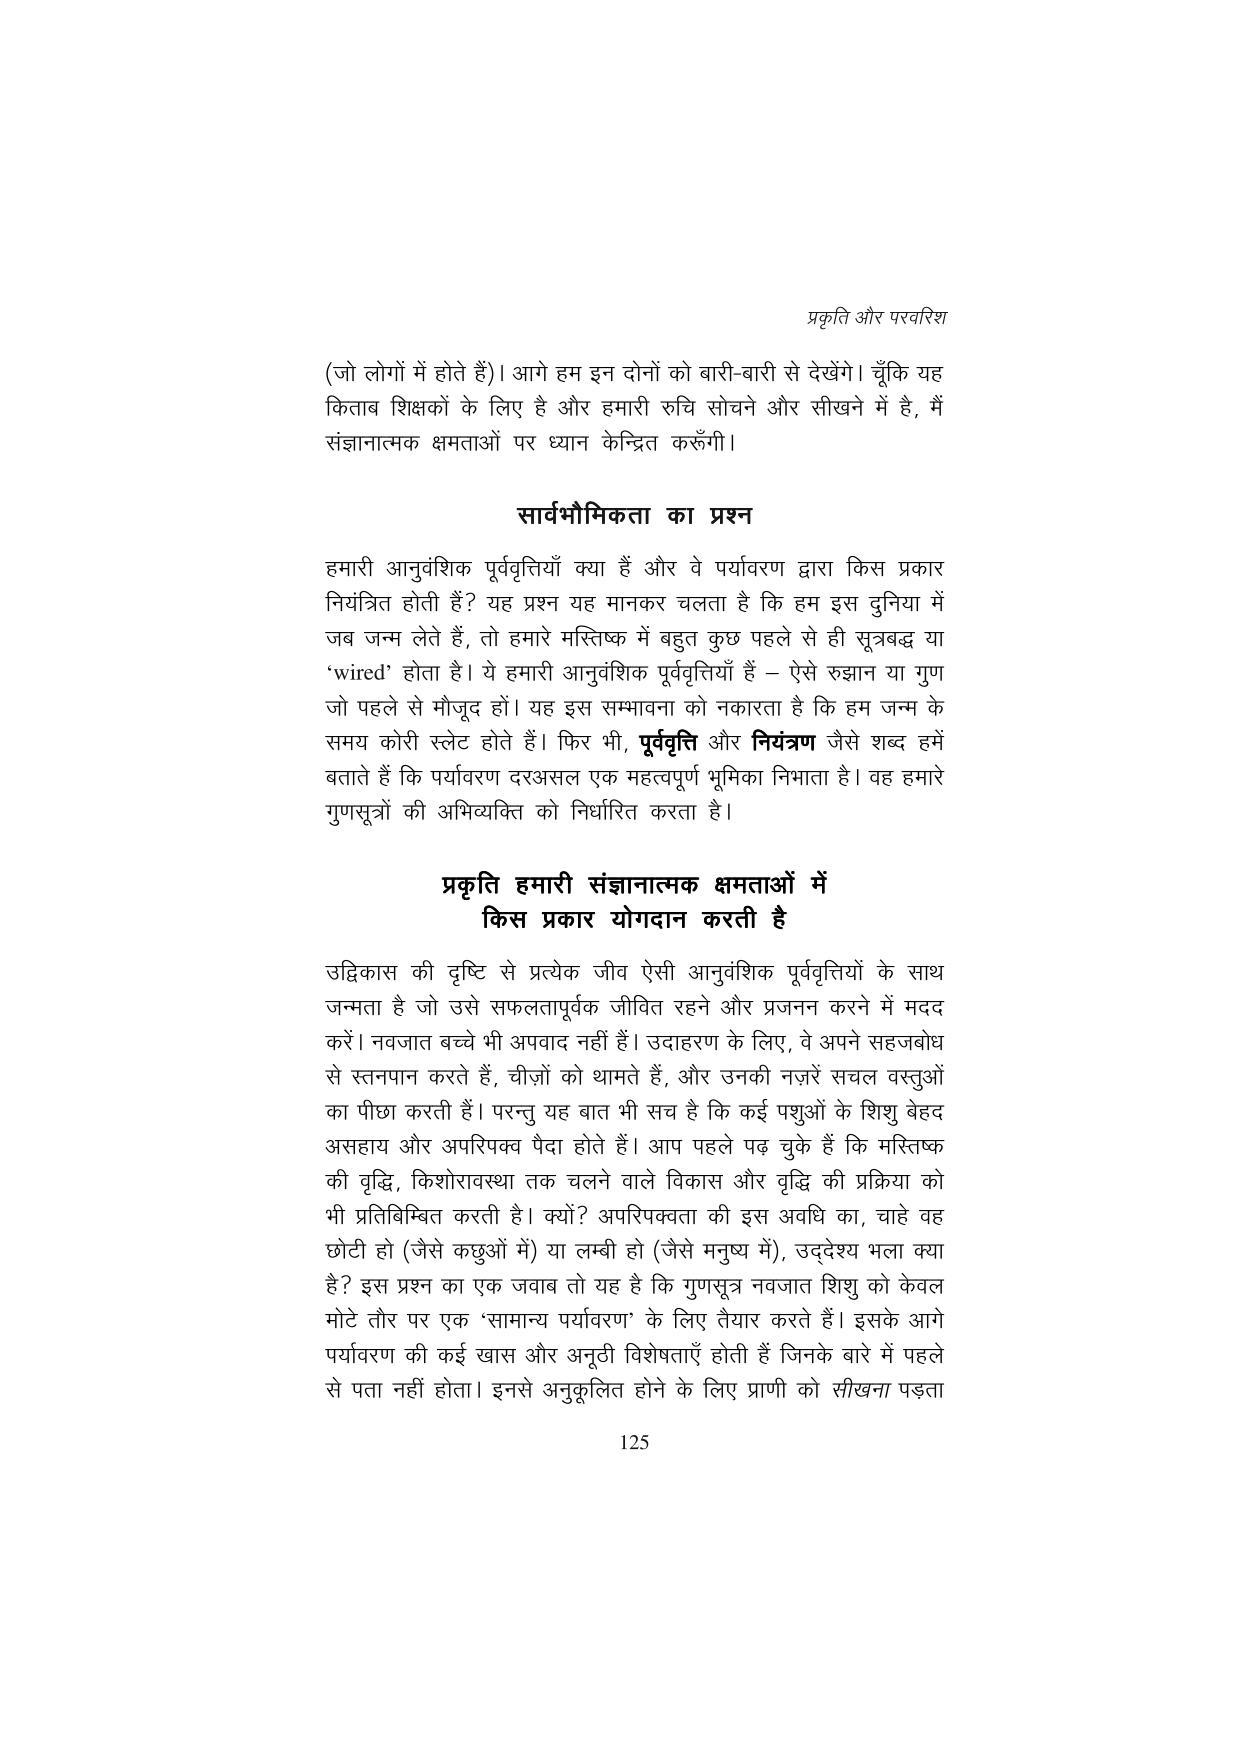 प्रकृति और परवरिश
(जो लोगों में होते हैं)। आगे हम इन दोनों को बारी-बारी से देखेंगे। चूँकि यह
किताब शिक्षकों के लिए है और हमारी रुचि सोचने और सीखने में है, मैं
संज्ञानात्मक क्षमताओं पर ध्यान केन्द्रित करूँगी।
सार्वभौमिकता का प्रश्न
हमारी आनुवंशिक पूर्ववृत्तियाँ क्या हैं और वे पर्यावरण द्वारा किस प्रकार
नियंत्रित होती हैं? यह प्रश्न यह मानकर चलता है कि हम इस दुनिया में
जब जन्म लेते हैं, तो हमारे मस्तिष्क में बहुत कुछ पहले से ही सूत्रबद्ध या
‘wired’ होता है। ये हमारी आनुवंशिक पूर्ववृत्तियाँ हैं – ऐसे रुझान या गुण
जो पहले से मौजूद हों। यह इस सम्भावना को नकारता है कि हम जन्म के
समय कोरी स्लेट होते हैं। फिर भी, पूर्ववृत्ति और नियंत्रण जैसे शब्द हमें
बताते हैं कि पर्यावरण दरअसल एक महत्वपूर्ण भूमिका निभाता है। वह हमारे
गुणसूत्रों की अभिव्यक्ति को निर्धारित करता है।
प्रकृति हमारी संज्ञानात्मक क्षमताओं में
किस प्रकार योगदान करती है
उद्विकास की दृष्टि से प्रत्येक जीव ऐसी आनुवंशिक पूर्ववृत्तियों के साथ
जन्मता है जो उसे सफलतापूर्वक जीवित रहने और प्रजनन करने में मदद
करें। नवजात बच्चे भी अपवाद नहीं हैं। उदाहरण के लिए, वे अपने सहजबोध
से स्तनपान करते हैं, चीज़ों को थामते हैं, और उनकी नज़रें सचल वस्तुओं
का पीछा करती हैं। परन्तु यह बात भी सच है कि कई पशुओं के शिशु बेहद
असहाय और अपरिपक्व पैदा होते हैं। आप पहले पढ़ चुके हैं कि मस्तिष्क
की वृद्धि, किशोरावस्था तक चलने वाले विकास और वृद्धि की प्रक्रिया को
भी प्रतिबिम्बित करती है। क्यों? अपरिपक्वता की इस अवधि का, चाहे वह
छोटी हो (जैसे कछुओं में) या लम्बी हो (जैसे मनुष्य में), उद्‌देश्य भला क्या
है? इस प्रश्न का एक जवाब तो यह है कि गुणसूत्र नवजात शिशु को केवल
मोटे तौर पर एक ‘सामान्य पर्यावरण’ के लिए तैयार करते हैं। इसके आगे
पर्यावरण की कई खास और अनूठी विशेषताएँ होती हैं जिनके बारे में पहले
से पता नहीं होता। इनसे अनुकूलित होने के लिए प्राणी को सीखना पड़ता
125